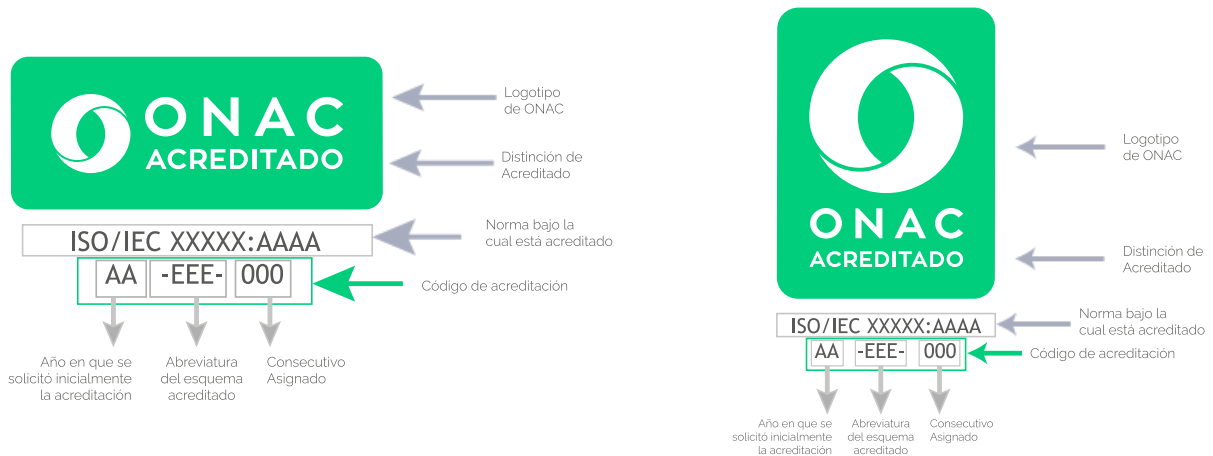 ONAC
ACREDITADO
Logotipo
de ONAC
Distinción de
Acreditado
ISO/IEC XXXXX:AAAA
Norma bajo la
cual está acreditado
AA -EEE- 000
Código de acreditación
Año en que se
solicitó inicialmente
la acreditación
Abreviatura
del esquema
acreditado
Consecutivo
Asignado
ONAC
ACREDITADO
Logotipo
de ONAC
Distinción de
Acreditado
ISO/IEC XXXXX:AAAA
Norma bajo la
cual está acreditado
AA -EEE- 000
Código de acreditación
Año en que se
solicitó inicialmente
la acreditación
Abreviatura
del esquema
acreditado
Consecutivo
Asignado